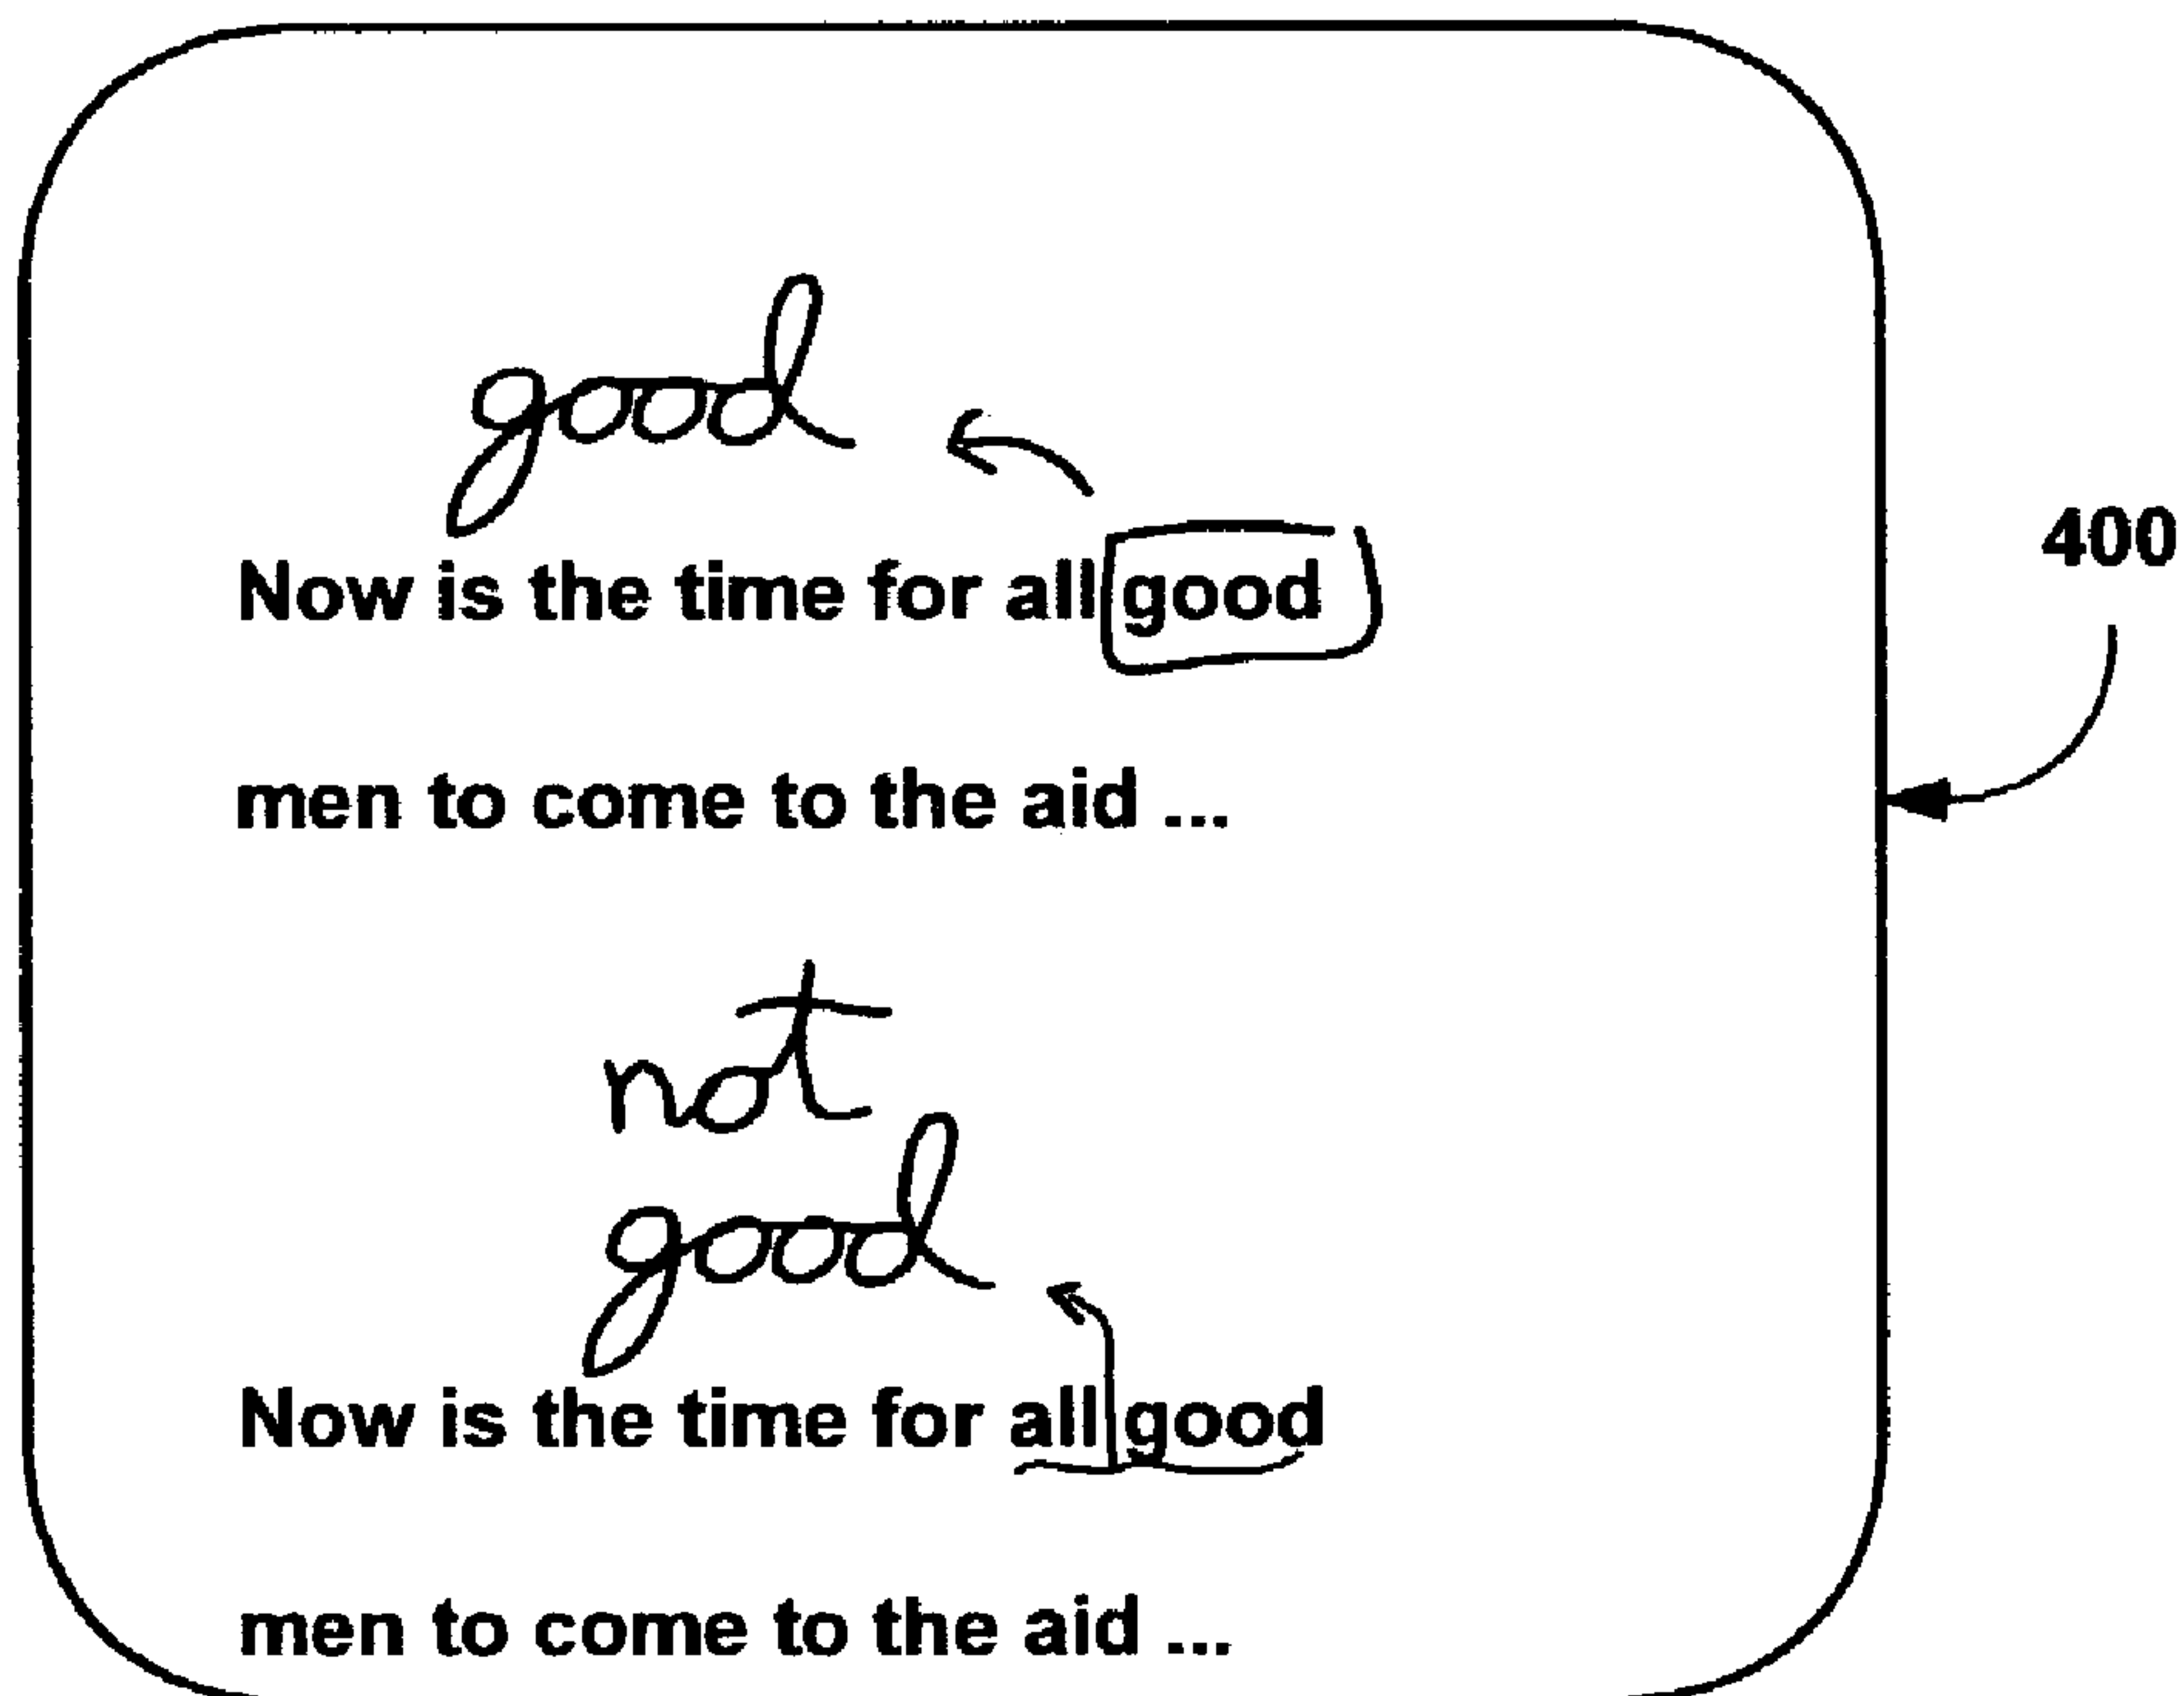 good
Now is the time for all good
400
men to come to the aid ...
not
good
Now is the time for all good
men to come to the aid ...